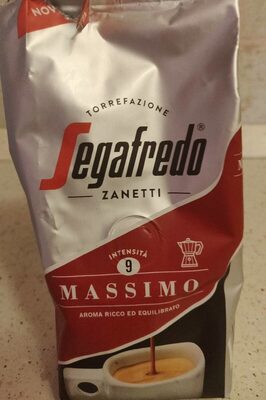 TORREFAZIONE
Segafredo®
ZANETTI
INTENSITÀ
9
MASSIMO
AROMA RICCO ED EQUILIBRATO